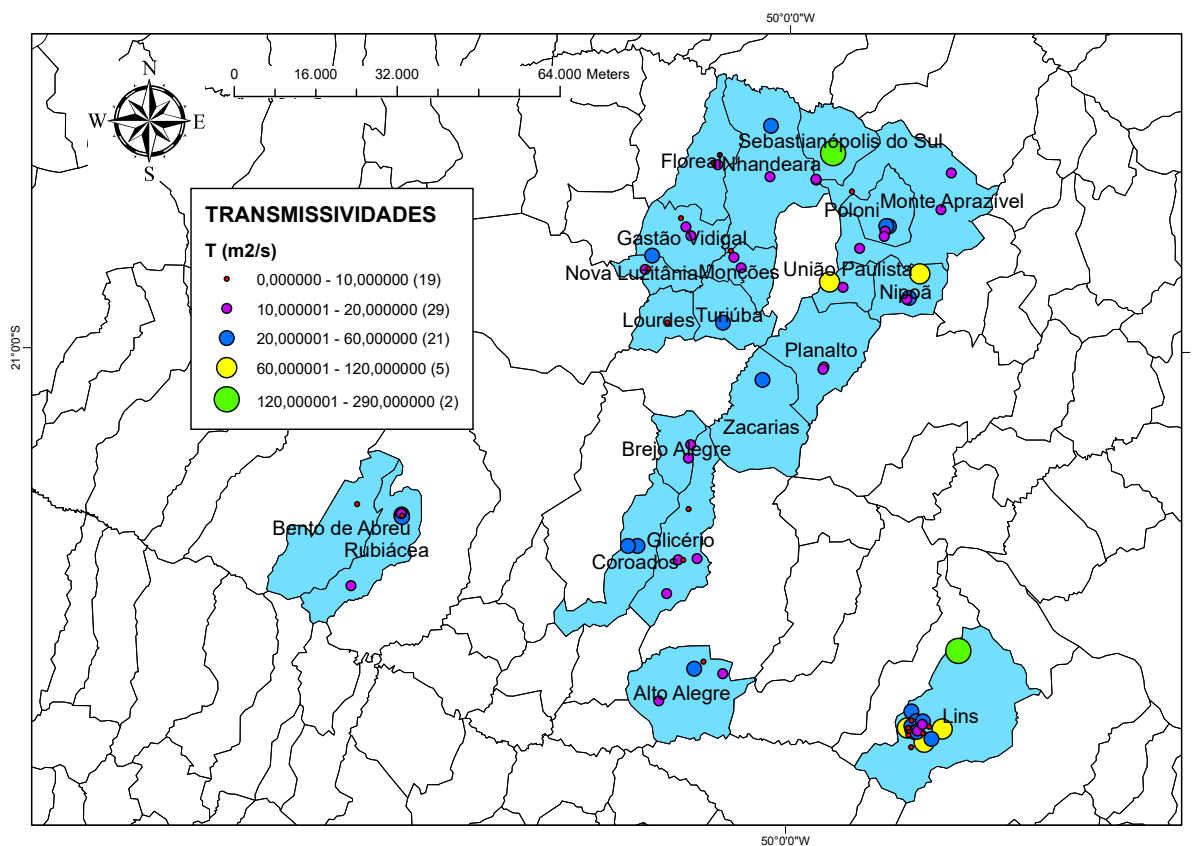 50°0'0"W
N
W
E
S
0
16.000
32.000
64.000 Meters
TRANSMISSIVIDADES
T (m2/s)
0,000000 - 10,000000 (19)
10,000001 - 20,000000 (29)
20,000001 - 60,000000 (21)
60,000001 - 120,000000 (5)
120,000001 - 290,000000 (2)
Sebastianópolis do Sul
Floreal
Nhandeara
Monte Aprazível
Poloni
Gastão Vidigal
Nova Luzitânia
Monções
União Paulista
Nipoã
Lourdes
Turiúba
21°0'0"S
Planalto
Zacarias
Brejo Alegre
Bento de Abreu
Rubiácea
Glicério
Coroados
Alto Alegre
Lins
50°0'0"W